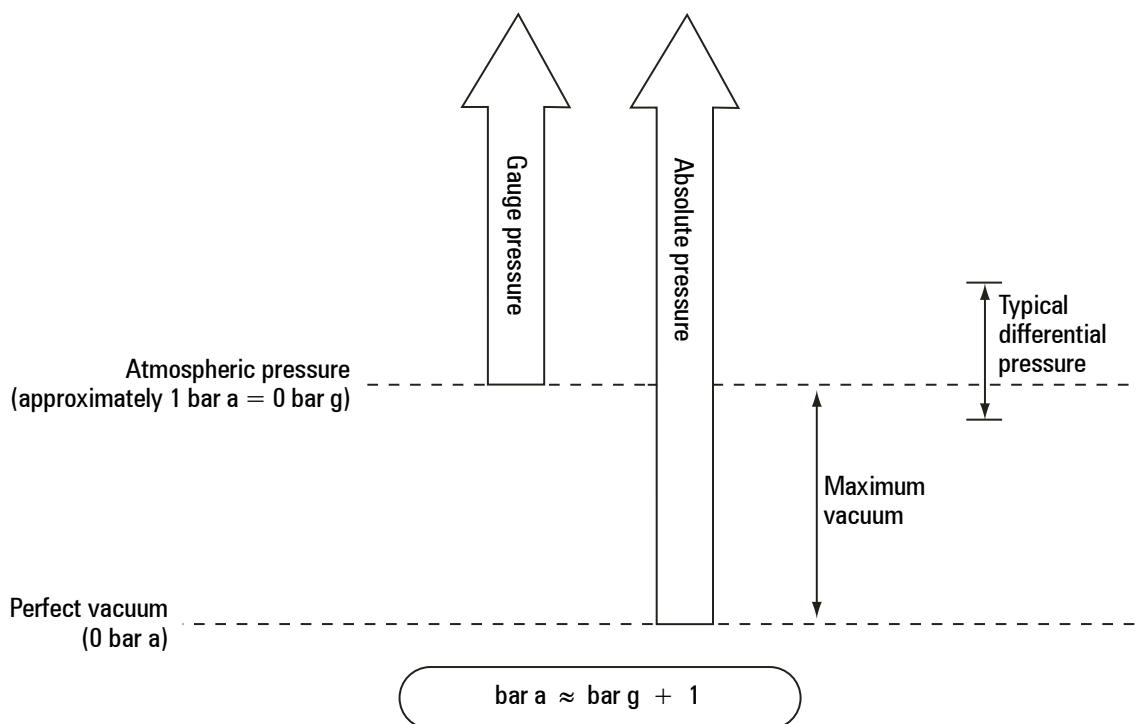 Gauge pressure
Absolute pressure
Typical
differential
pressure
Atmospheric pressure
(approximately 1 bar a = 0 bar g)
Maximum
vacuum
Perfect vacuum
(0 bar a)
bar a ≈ bar g + 1